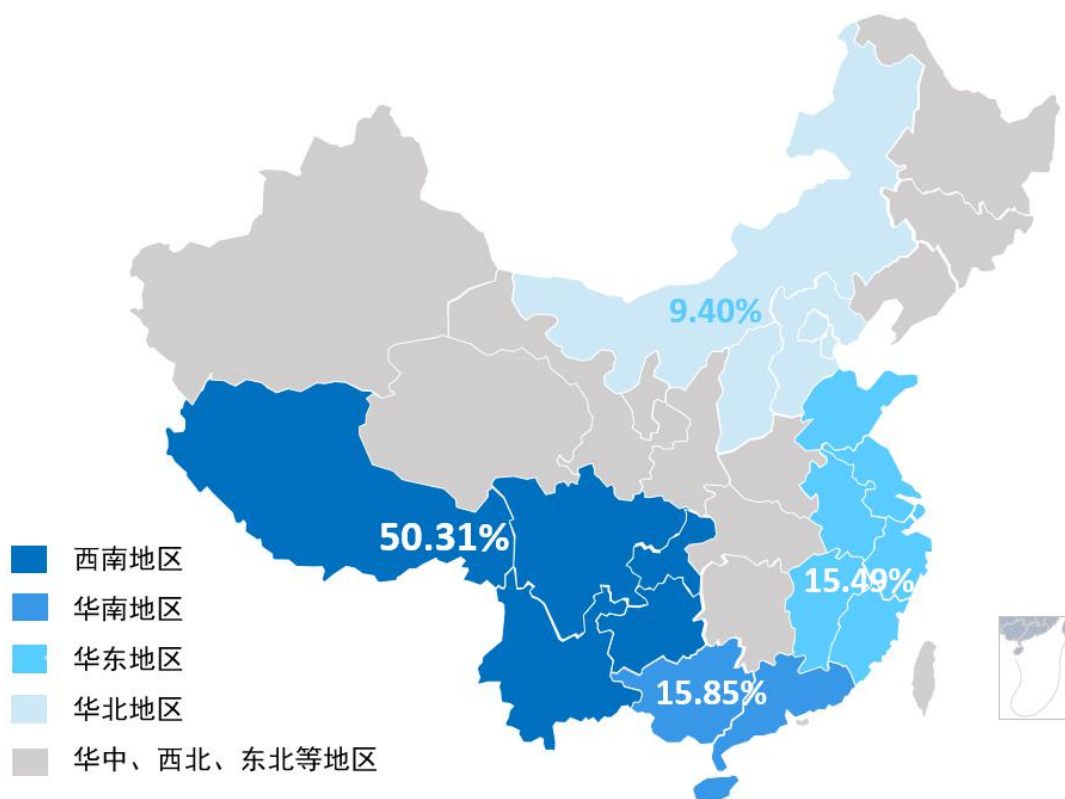 9.40%
50.31%
15.49%
15.85%
西南地区
华南地区
华东地区
华北地区
华中、西北、东北等地区